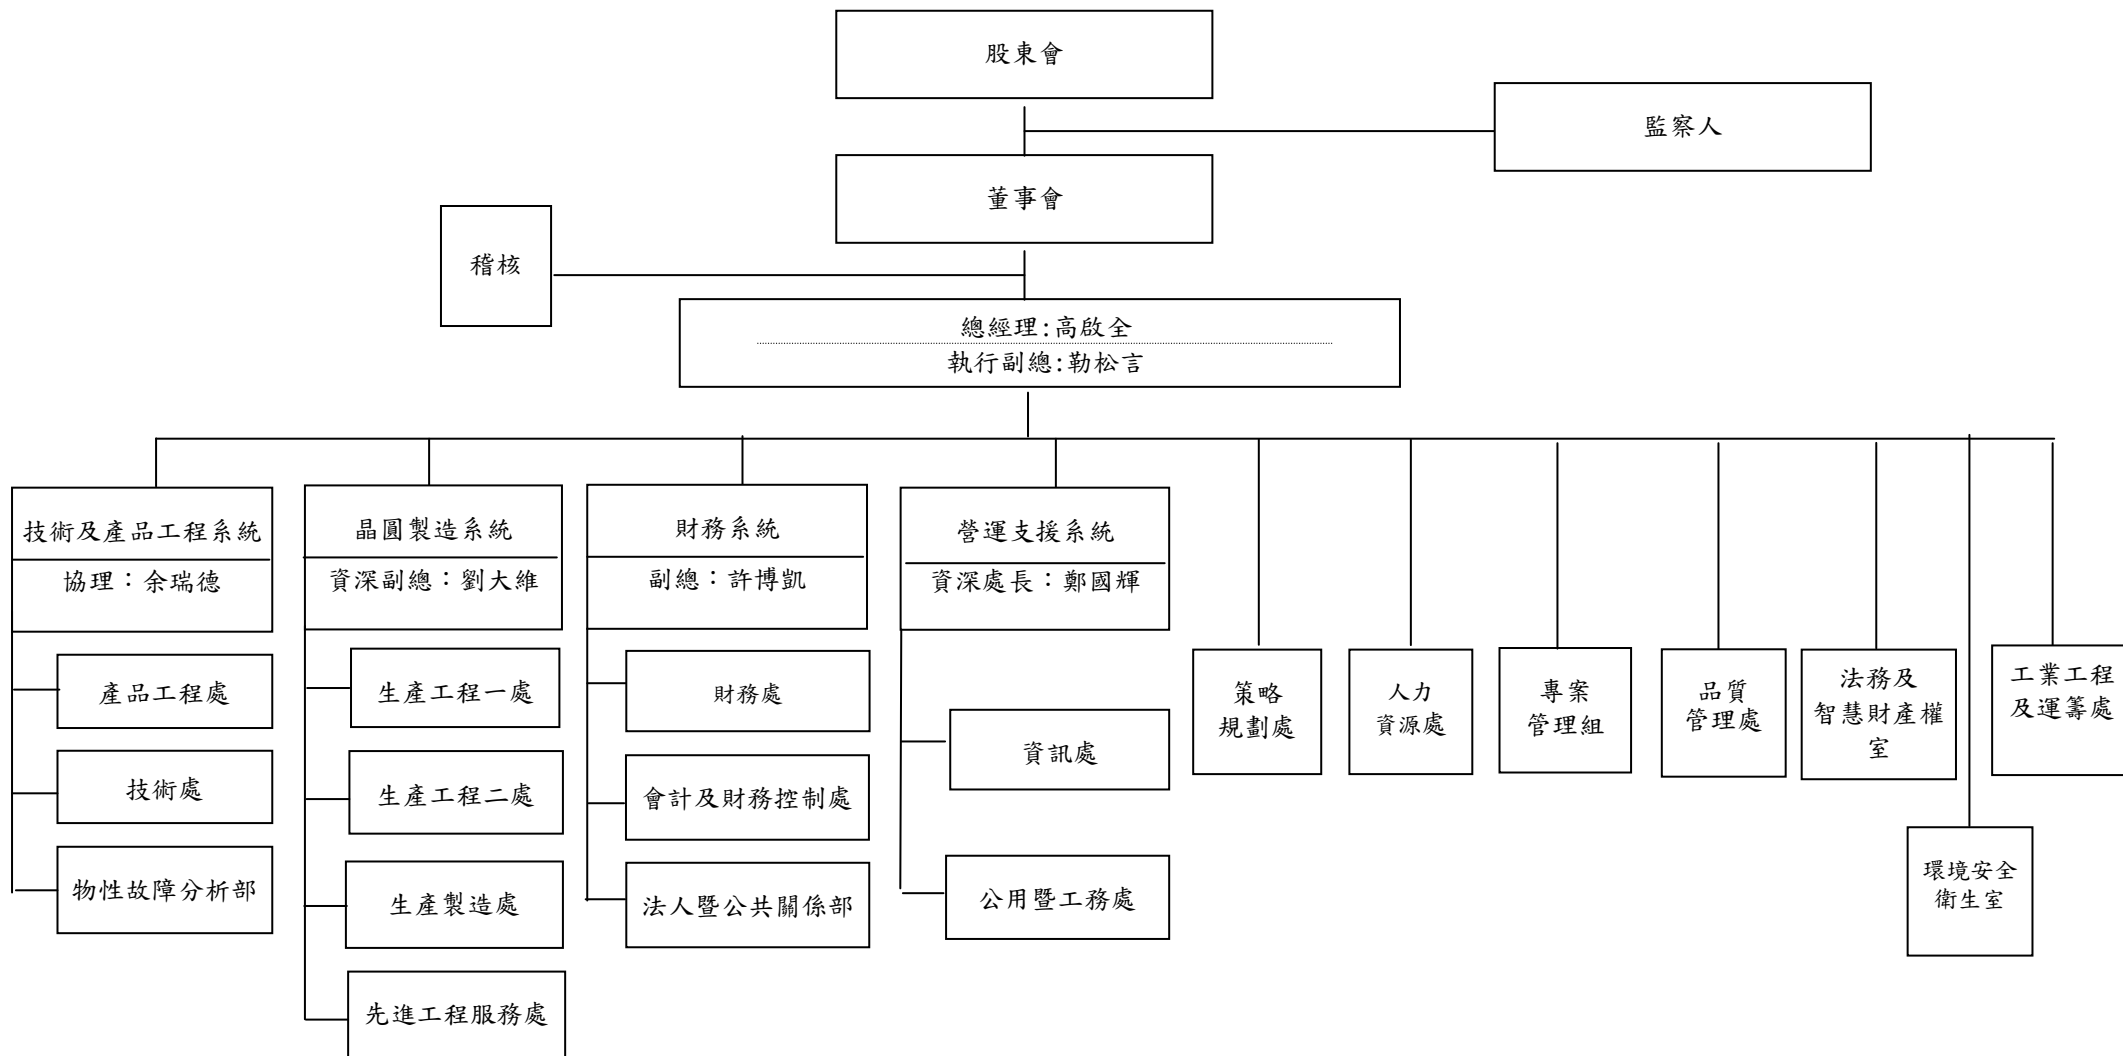 股東會
監察人
董事會
稽核
總經理:高啟全
執行副總:勒松言
技術及產品工程系統
協理：余瑞德
產品工程處
技術處
物性故障分析部
晶圓製造系統
資深副總：劉大維
生產工程一處
生產工程二處
生產製造處
先進工程服務處
財務系統
副總：許博凱
財務處
會計及財務控制處
法人暨公共關係部
營運支援系統
資深處長：鄭國輝
資訊處
公用暨工務處
策略
規劃處
人力
資源處
專案
管理組
品質
管理處
法務及
智慧財產權
室
環境安全
衛生室
工業工程
及運籌處